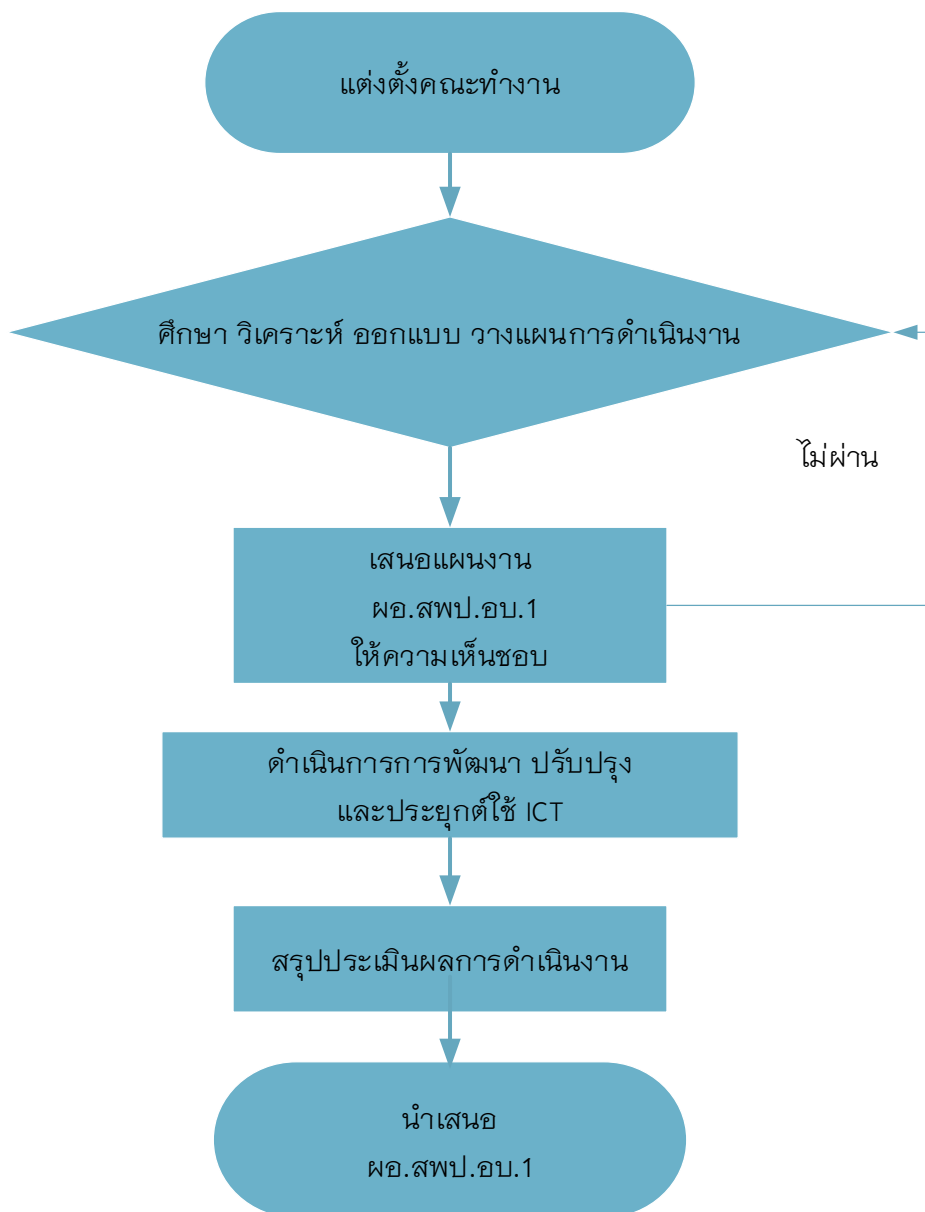 แต่งตั้งคณะทำงาน
ศึกษา วิเคราะห์ ออกแบบ วางแผนการดำเนินงาน
ไม่ผ่าน
เสนอแผนงาน
ผอ.สพป.อบ.1
ให้ความเห็นชอบ
ดำเนินการการพัฒนา ปรับปรุง
และประยุกต์ใช้ ICT
สรุปประเมินผลการดำเนินงาน
นำเสนอ
ผอ.สพป.อบ.1